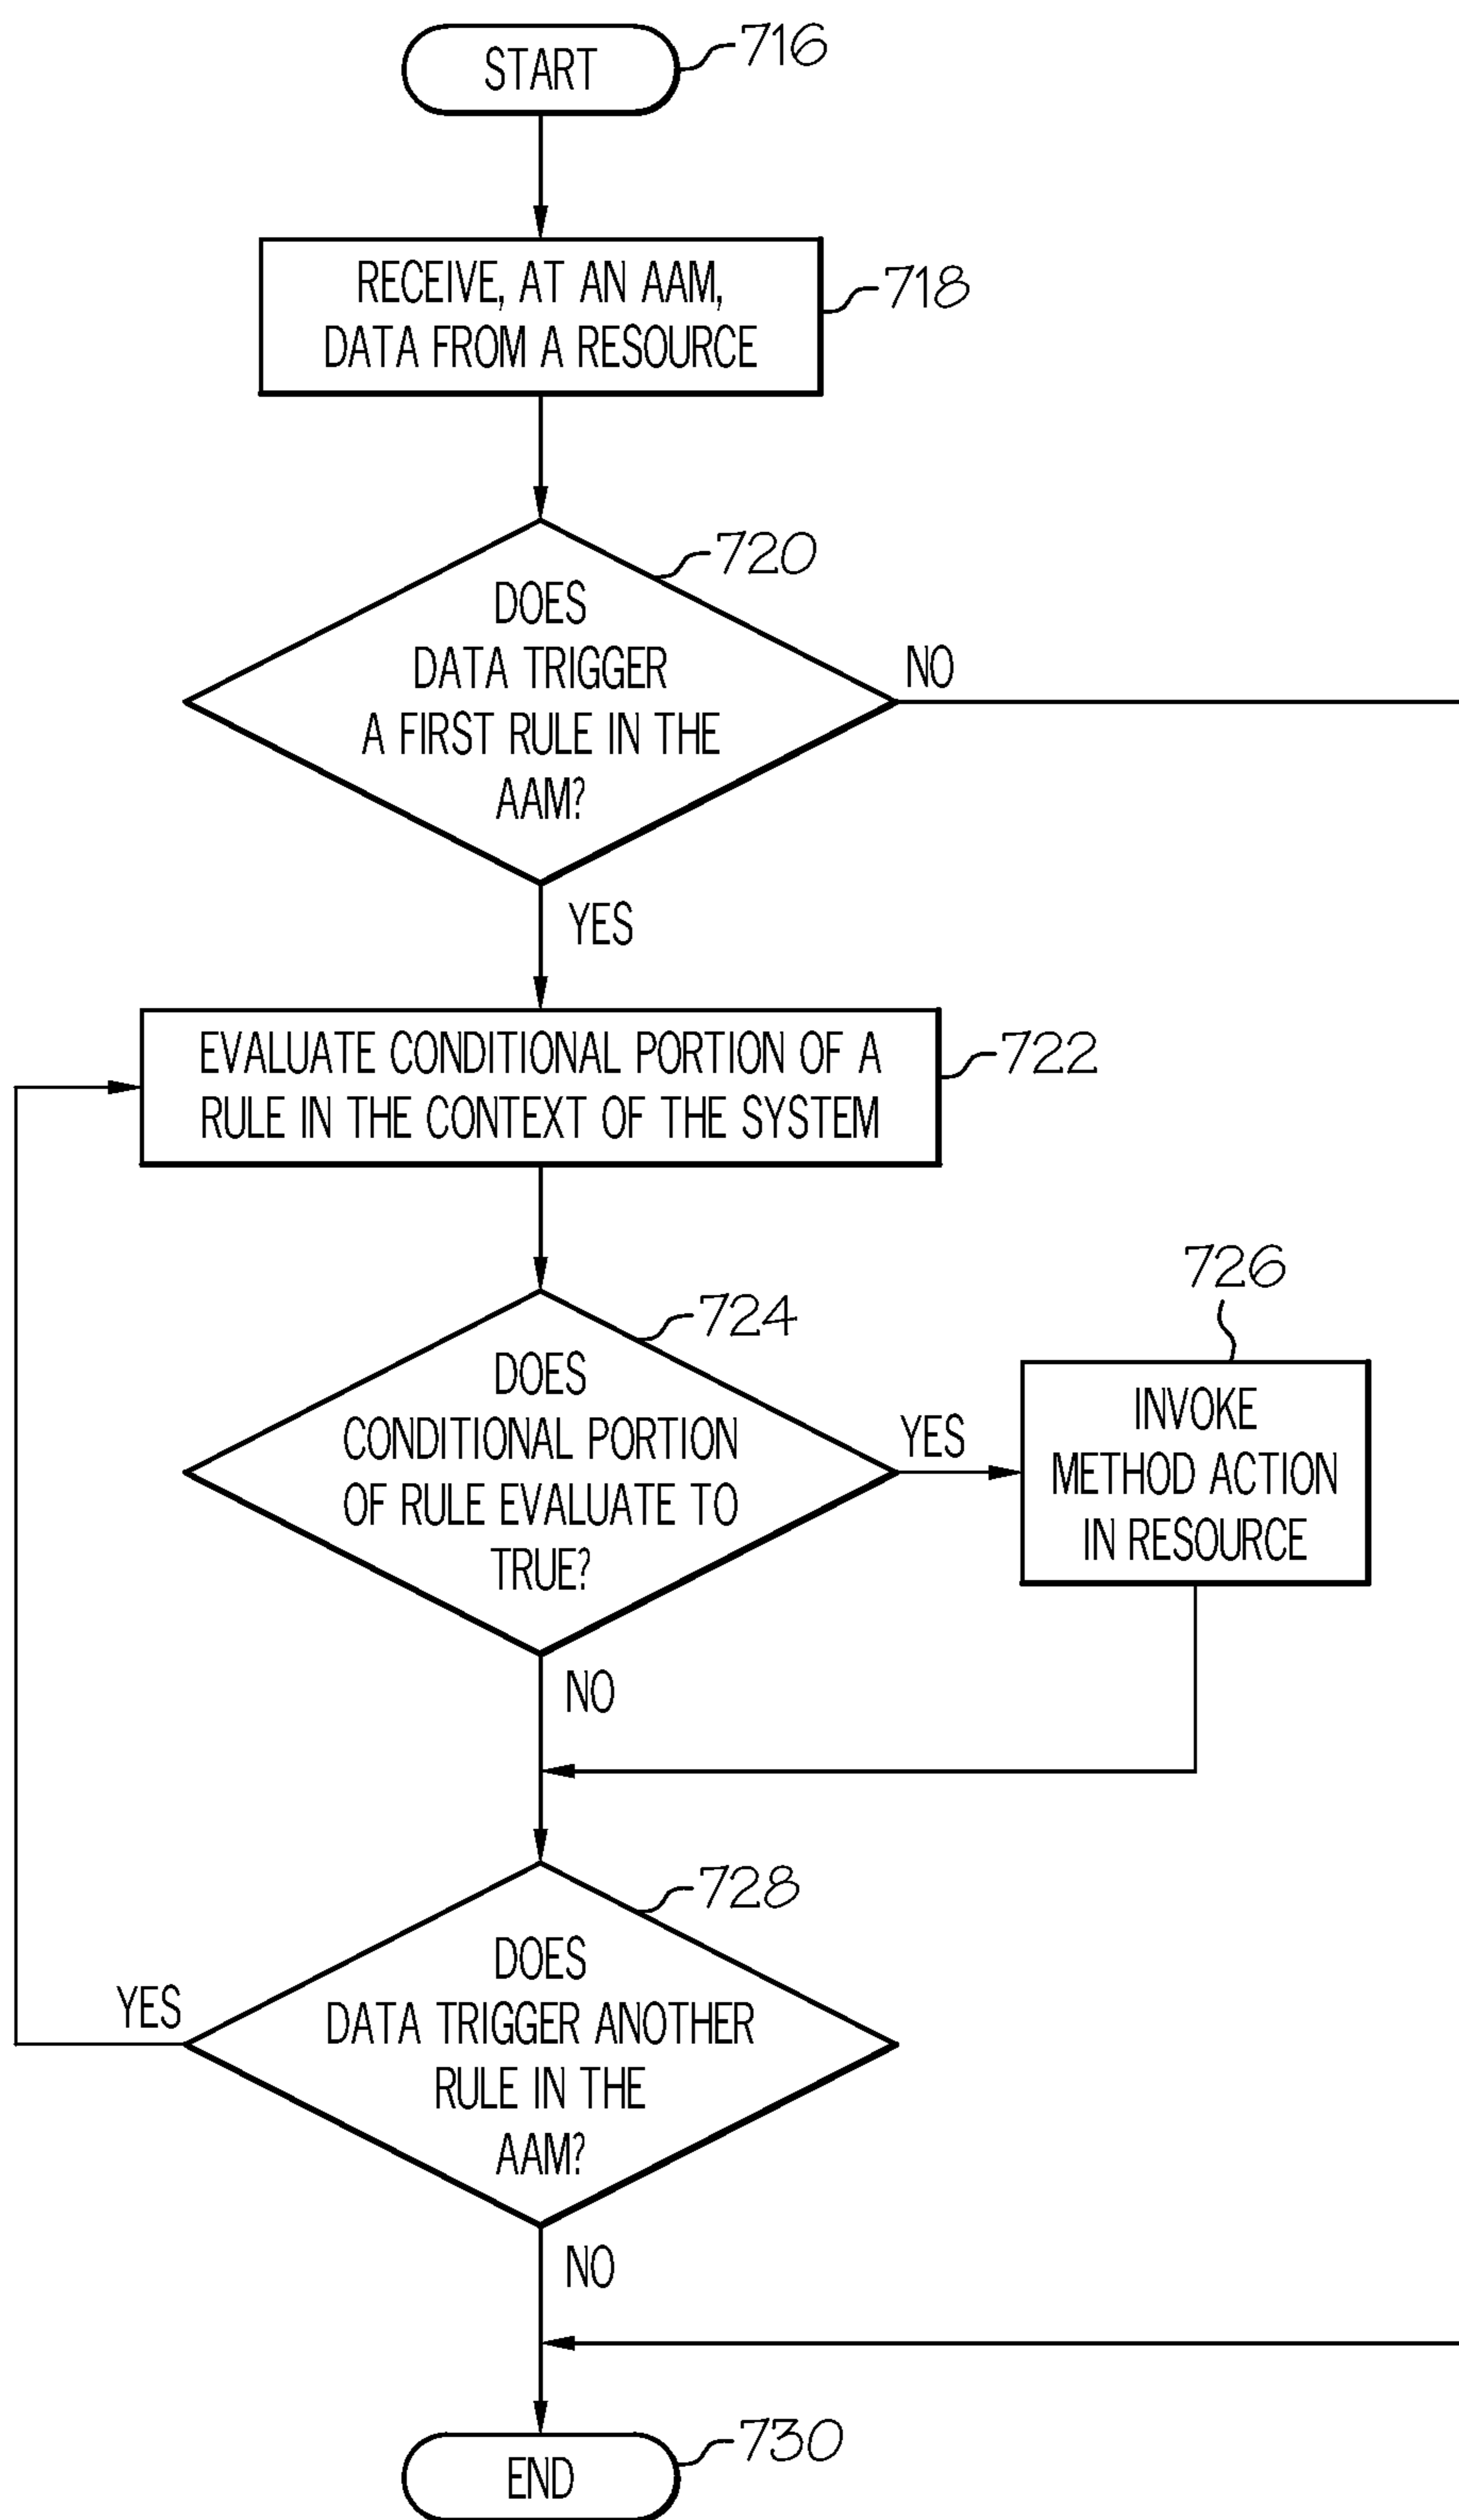 START
716
RECEIVE, AT AN AAM,
DATA FROM A RESOURCE
718
720
DOES
DATA TRIGGER
A FIRST RULE IN THE
AAM?
NO
YES
EVALUATE CONDITIONAL PORTION OF A
RULE IN THE CONTEXT OF THE SYSTEM
722
724
DOES
CONDITIONAL PORTION
OF RULE EVALUATE TO
TRUE?
YES
726
INVOKE
METHOD ACTION
IN RESOURCE
NO
728
DOES
DATA TRIGGER ANOTHER
RULE IN THE
AAM?
YES
NO
END
730